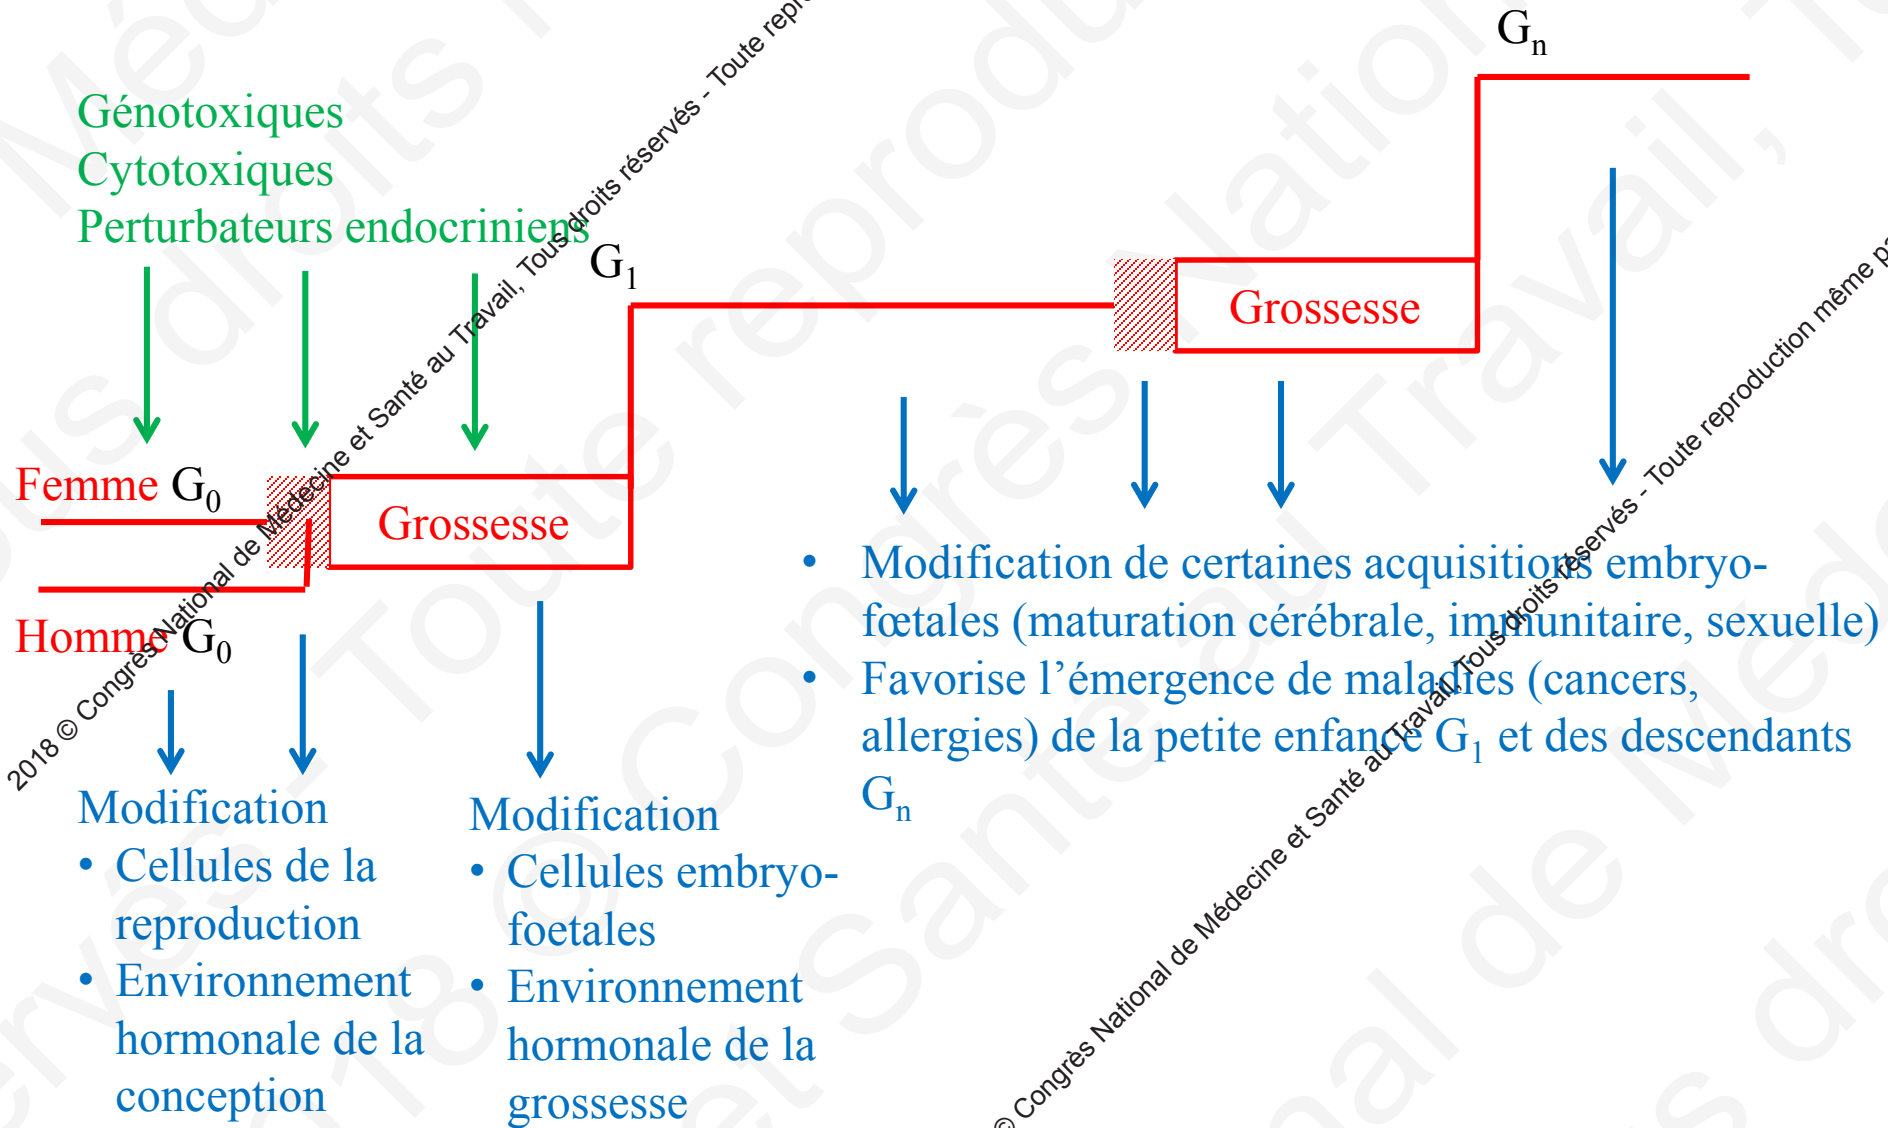 G₀ₙ
Génotoxiques
Cytotoxiques
Perturbateurs endocriniens
G₁
Grossesse
Femme G₀
Grossesse
Homme G₀
• Modification de certaines acquisitions embryo-
fœtales (maturation cérébrale, immunitaire, sexuelle)
• Favorise l’émergence de maladies (cancers,
allergies) de la petite enfance G₁ et des descendants
Gₙ
Modification
• Cellules de la
reproduction
• Environnement
hormonale de la
conception
Modification
• Cellules embryo-
foetales
• Environnement
hormonale de la
grossesse
2018 © Congrès National de Médecine et Santé au Travail, Tous droits réservés - Toute repro
© Congrès National de Médecine et Santé au Travail, Tous droits réservés - Toute reproduction même pa